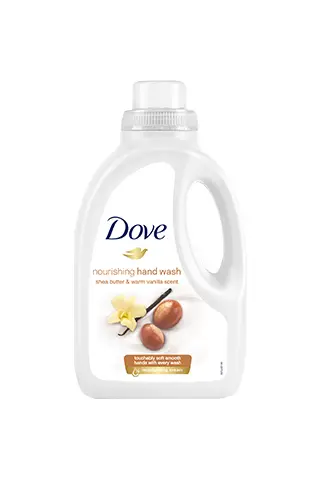 Dove
nourishing hand wash
shea butter & warm vanilla scent
touchably soft smooth
hands with every wash